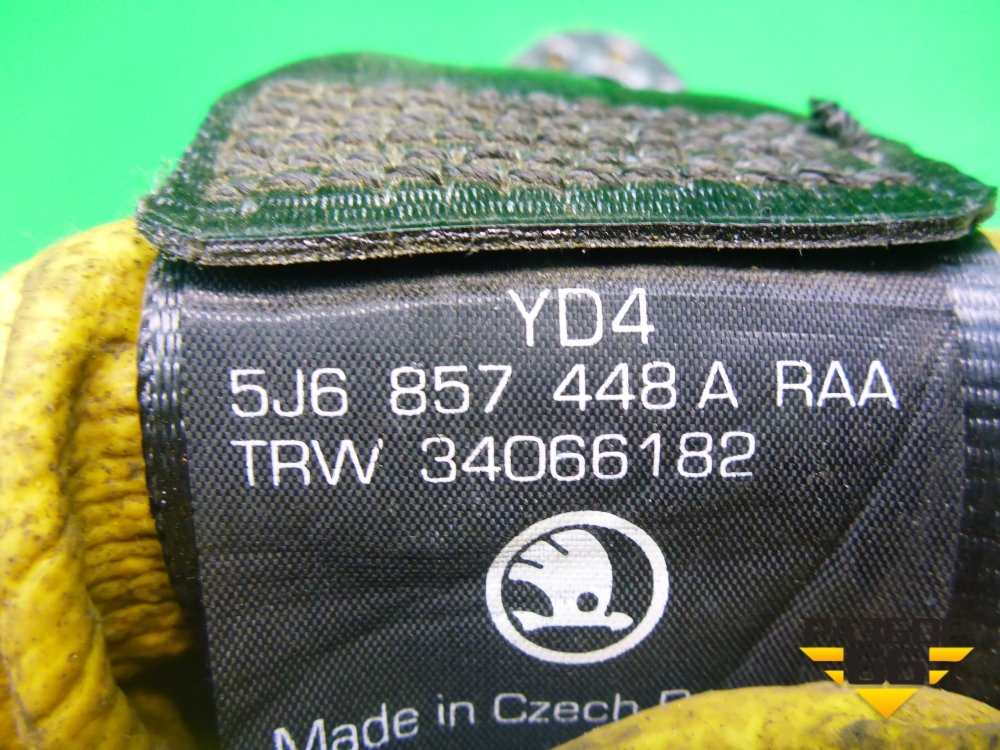 YD4
5J6 857 448 A RAA
TRW 34066182
Made in Czech